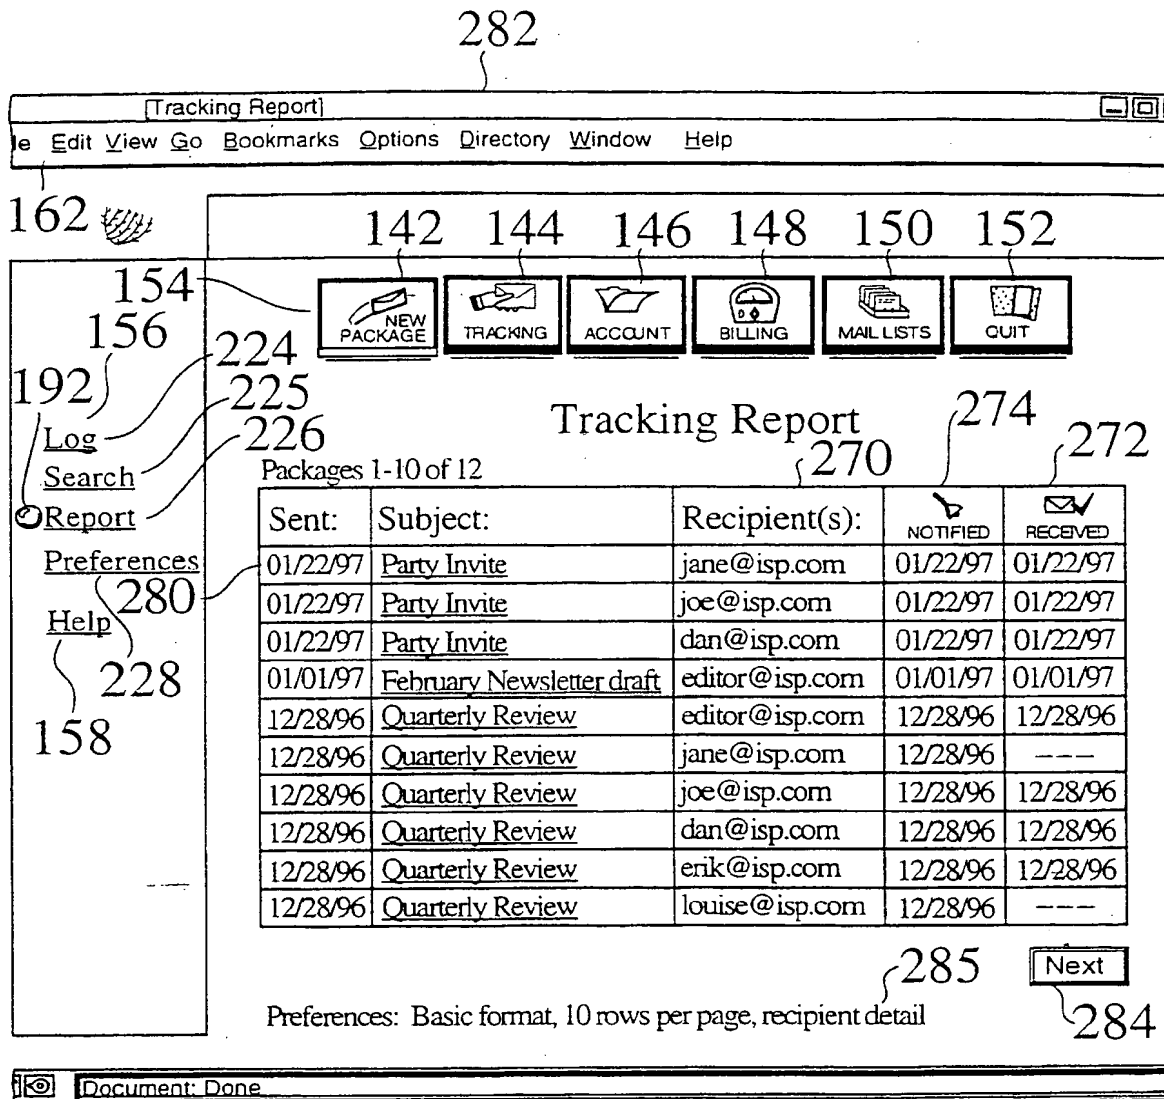 282
[Tracking Report]
le Edit View Go Bookmarks Options Directory Window Help
162
142 144 146 148 150 152
154
NEW PACKAGE TRACKING ACCOUNT BILLING MAIL LISTS QUIT
156
224
192
225
Log
226
Search
Report
Preferences
280
Help
228
158
Tracking Report
274
272
270
Packages 1-10 of 12
Sent: Subject: Recipient(s): NOTIFIED RECEIVED
01/22/97 Party Invite jane@isp.com 01/22/97 01/22/97
01/22/97 Party Invite joe@isp.com 01/22/97 01/22/97
01/22/97 Party Invite dan@isp.com 01/22/97 01/22/97
01/01/97 February Newsletter draft editor@isp.com 01/01/97 01/01/97
12/28/96 Quarterly Review editor@isp.com 12/28/96 12/28/96
12/28/96 Quarterly Review jane@isp.com 12/28/96 ---
12/28/96 Quarterly Review joe@isp.com 12/28/96 12/28/96
12/28/96 Quarterly Review dan@isp.com 12/28/96 12/28/96
12/28/96 Quarterly Review erik@isp.com 12/28/96 12/28/96
12/28/96 Quarterly Review louise@isp.com 12/28/96 ---
285
Next
284
Preferences: Basic format, 10 rows per page, recipient detail
Document: Done